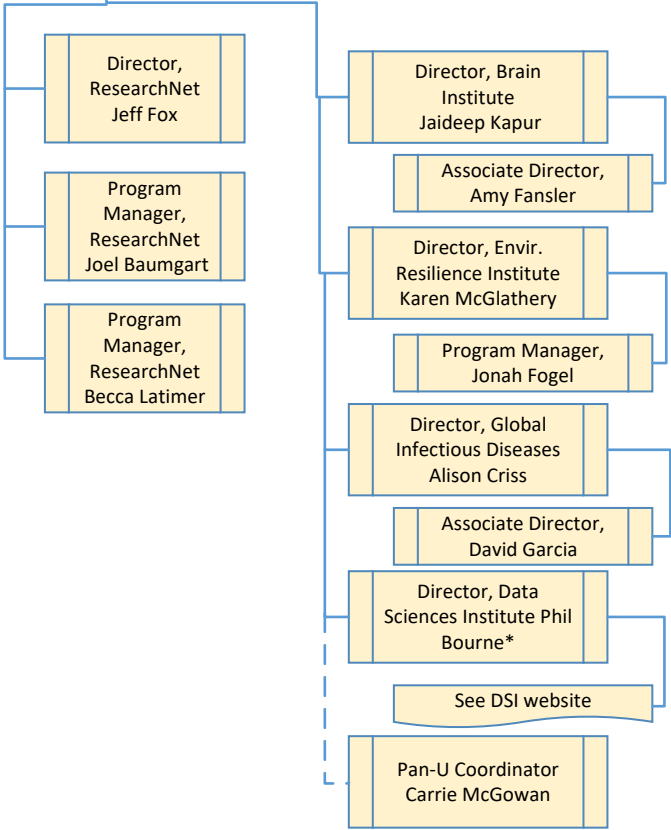 Director,
ResearchNet
Jeff Fox
Program
Manager,
ResearchNet
Joel Baumgart
Program
Manager,
ResearchNet
Becca Latimer
Director, Brain
Institute
Jaideep Kapur
Associate Director,
Amy Fansler
Director, Envir.
Resilience Institute
Karen McGlathery
Program Manager,
Jonah Fogel
Director, Global
Infectious Diseases
Alison Criss
Associate Director,
David Garcia
Director, Data
Sciences Institute Phil
Bourne*
See DSI website
Pan-U Coordinator
Carrie McGowan